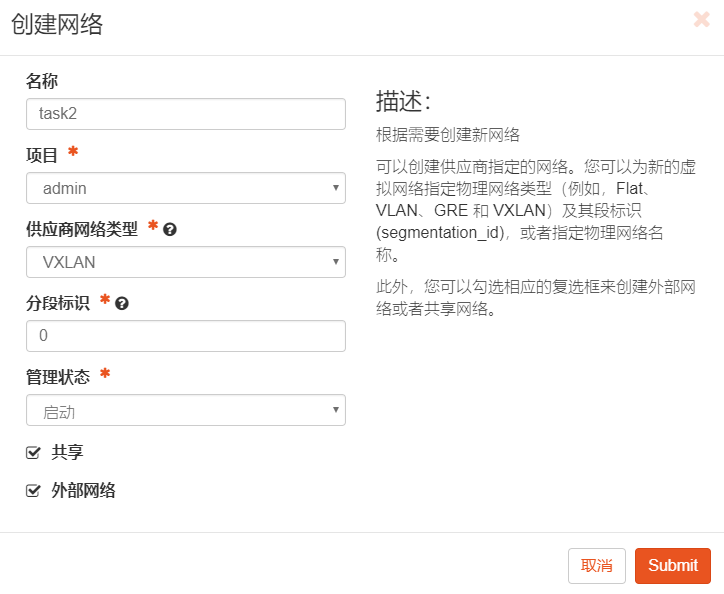 创建网络
名称
task2
项目 *
admin
供应商网络类型 *
VXLAN
分段标识 *
0
管理状态 *
启动
共享
外部网络
描述：
根据需要创建新网络
可以创建供应商指定的网络。您可以为新的虚
拟网络指定物理网络类型（例如，Flat、
VLAN、GRE 和 VXLAN）及其段标识
(segmentation_id)，或者指定物理网络名
称。
此外，您可以勾选相应的复选框来创建外部网
络或者共享网络。
取消
Submit